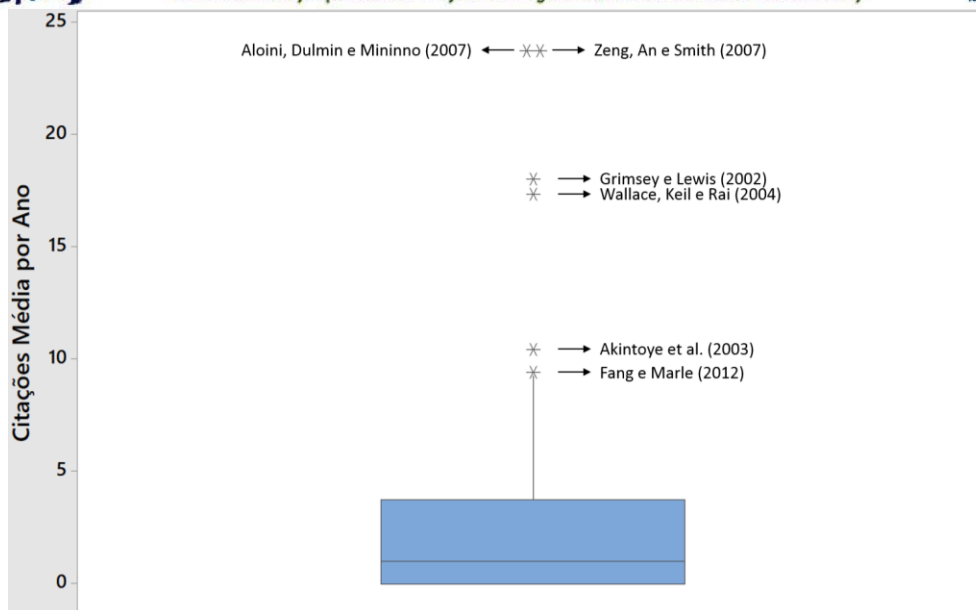 25
Aloini, Dulmin e Mininno (2007)
Zeng, An e Smith (2007)
20
Grimsey e Lewis (2002)
Wallace, Keil e Rai (2004)
15
Citações Média por Ano
10
Akintoye et al. (2003)
Fang e Marle (2012)
5
0